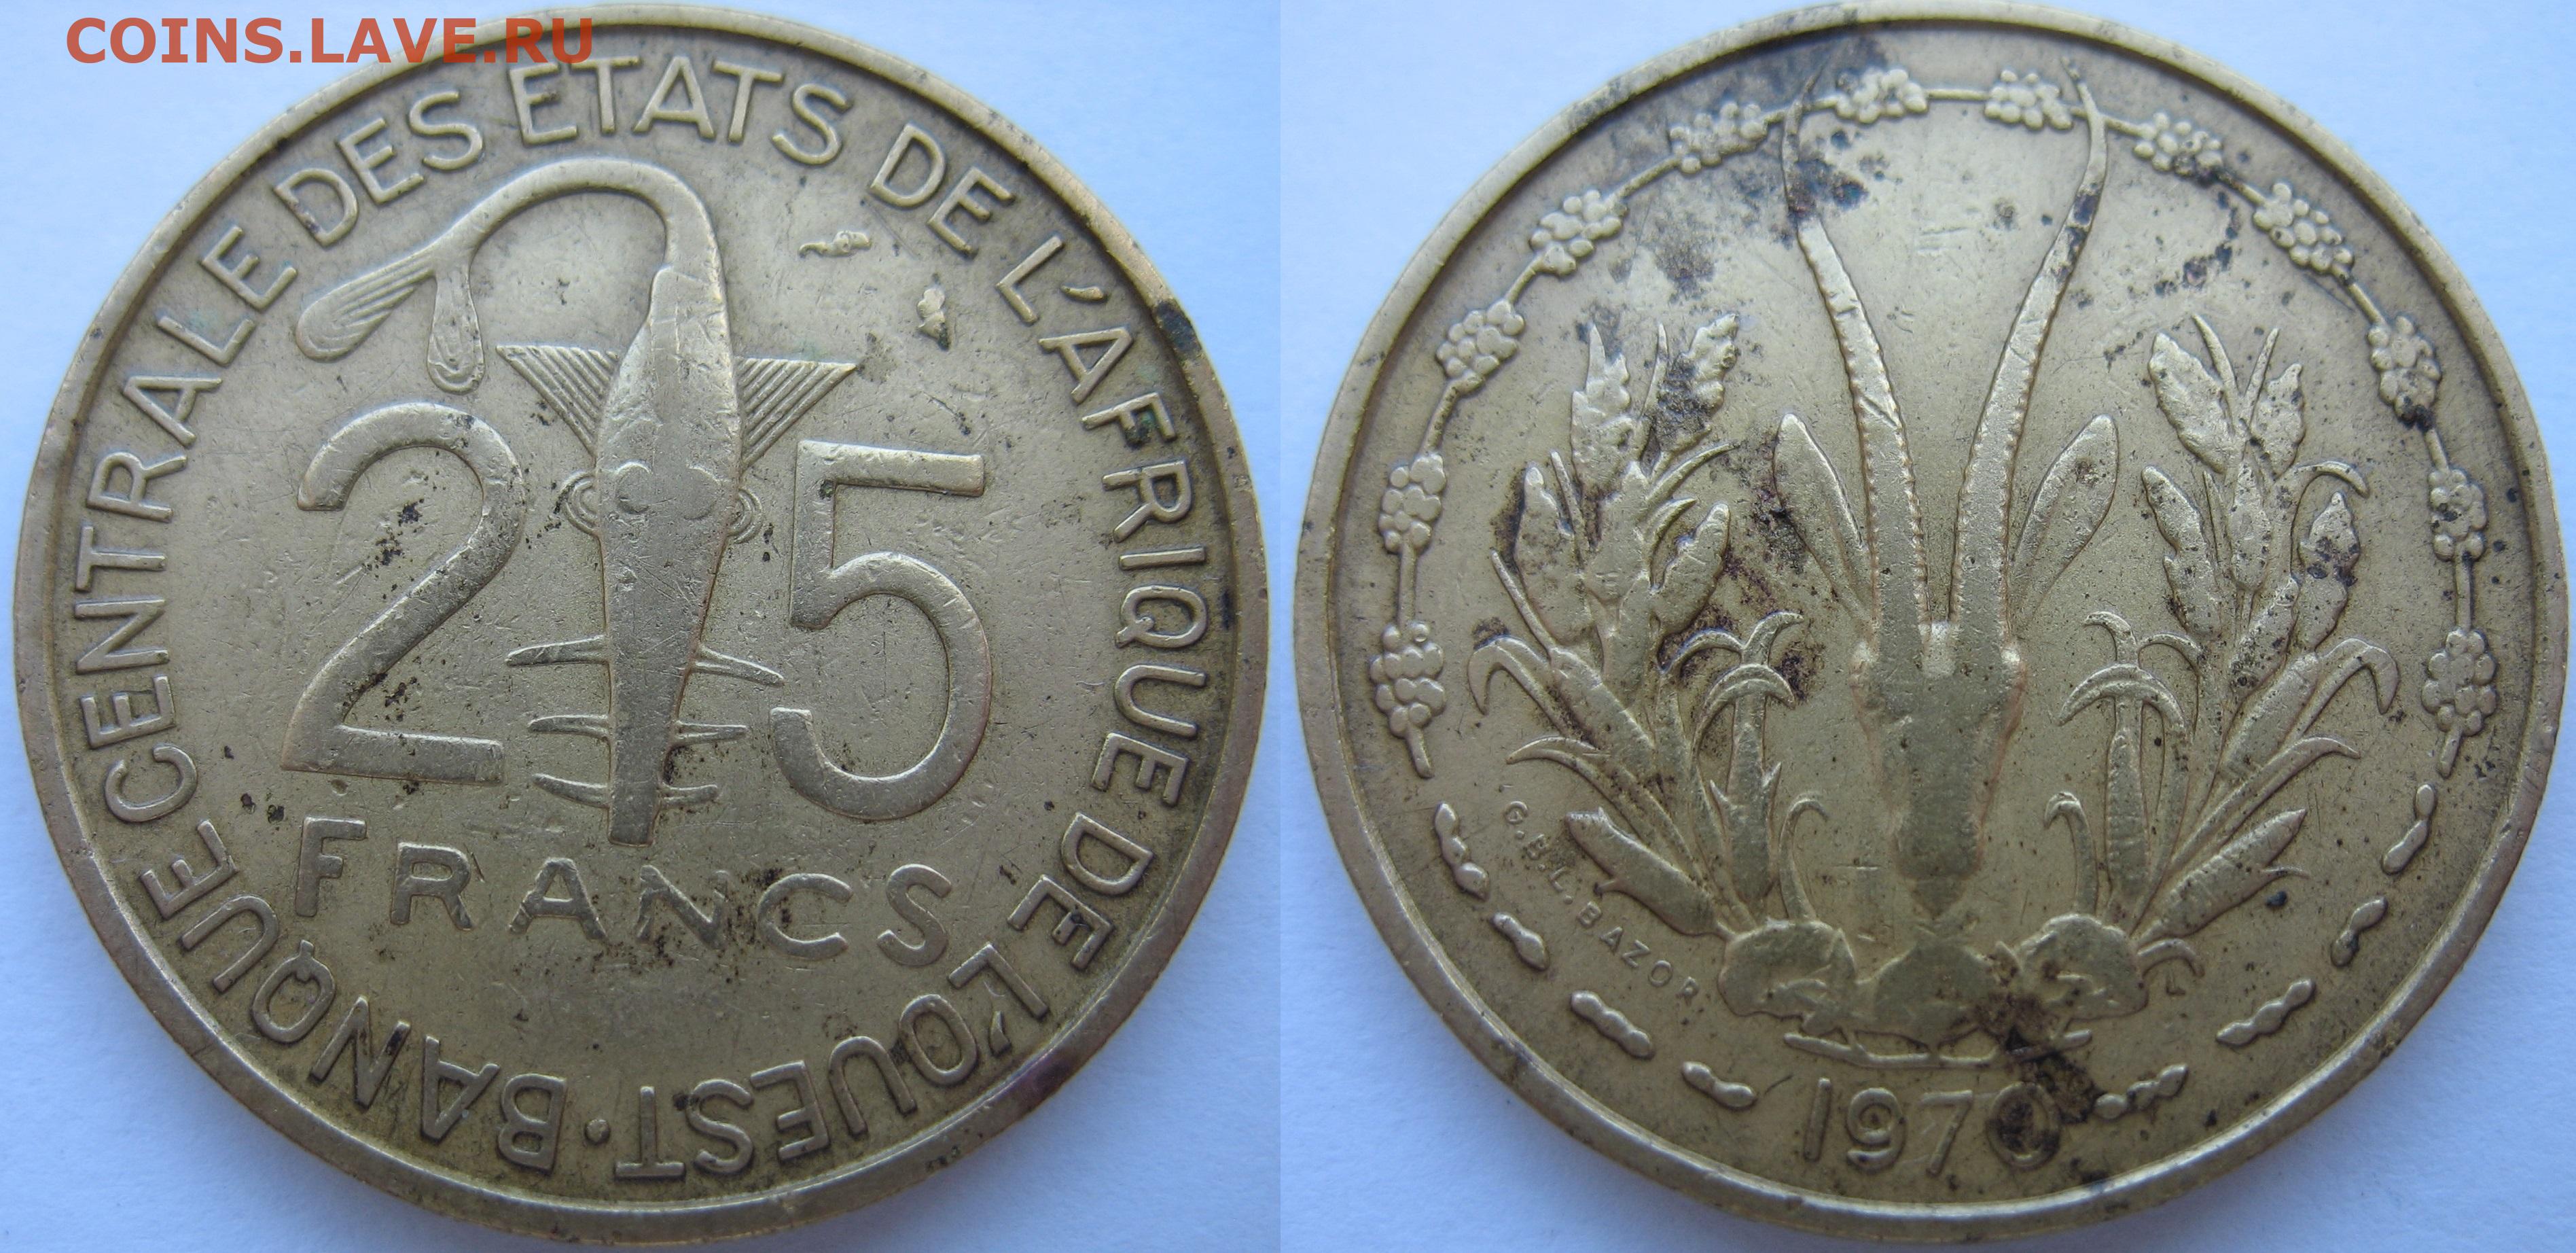 COINS.LAVE.RU
BANQUE CENTRALE DES ETATS DE L'AFRIQUE DE L'OUEST ·
25
FRANCS
G.B.L. BAZOR
1970